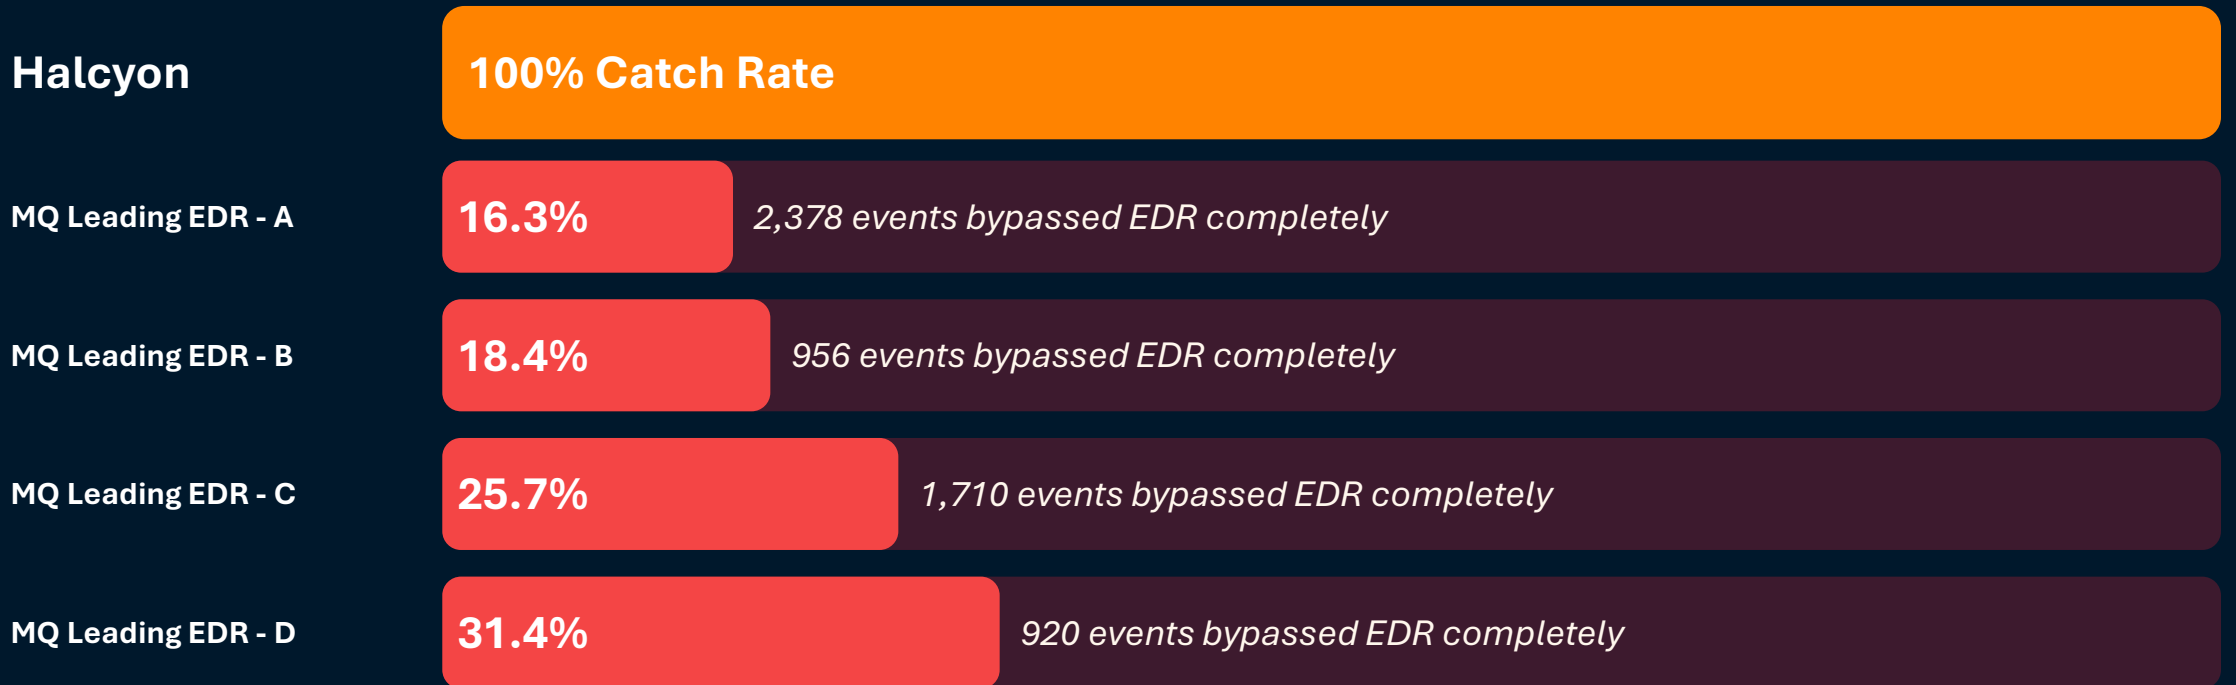 Halcyon
100% Catch Rate
MQ Leading EDR - A
16.3%
2,378 events bypassed EDR completely
MQ Leading EDR - B
18.4%
956 events bypassed EDR completely
MQ Leading EDR - C
25.7%
1,710 events bypassed EDR completely
MQ Leading EDR - D
31.4%
920 events bypassed EDR completely